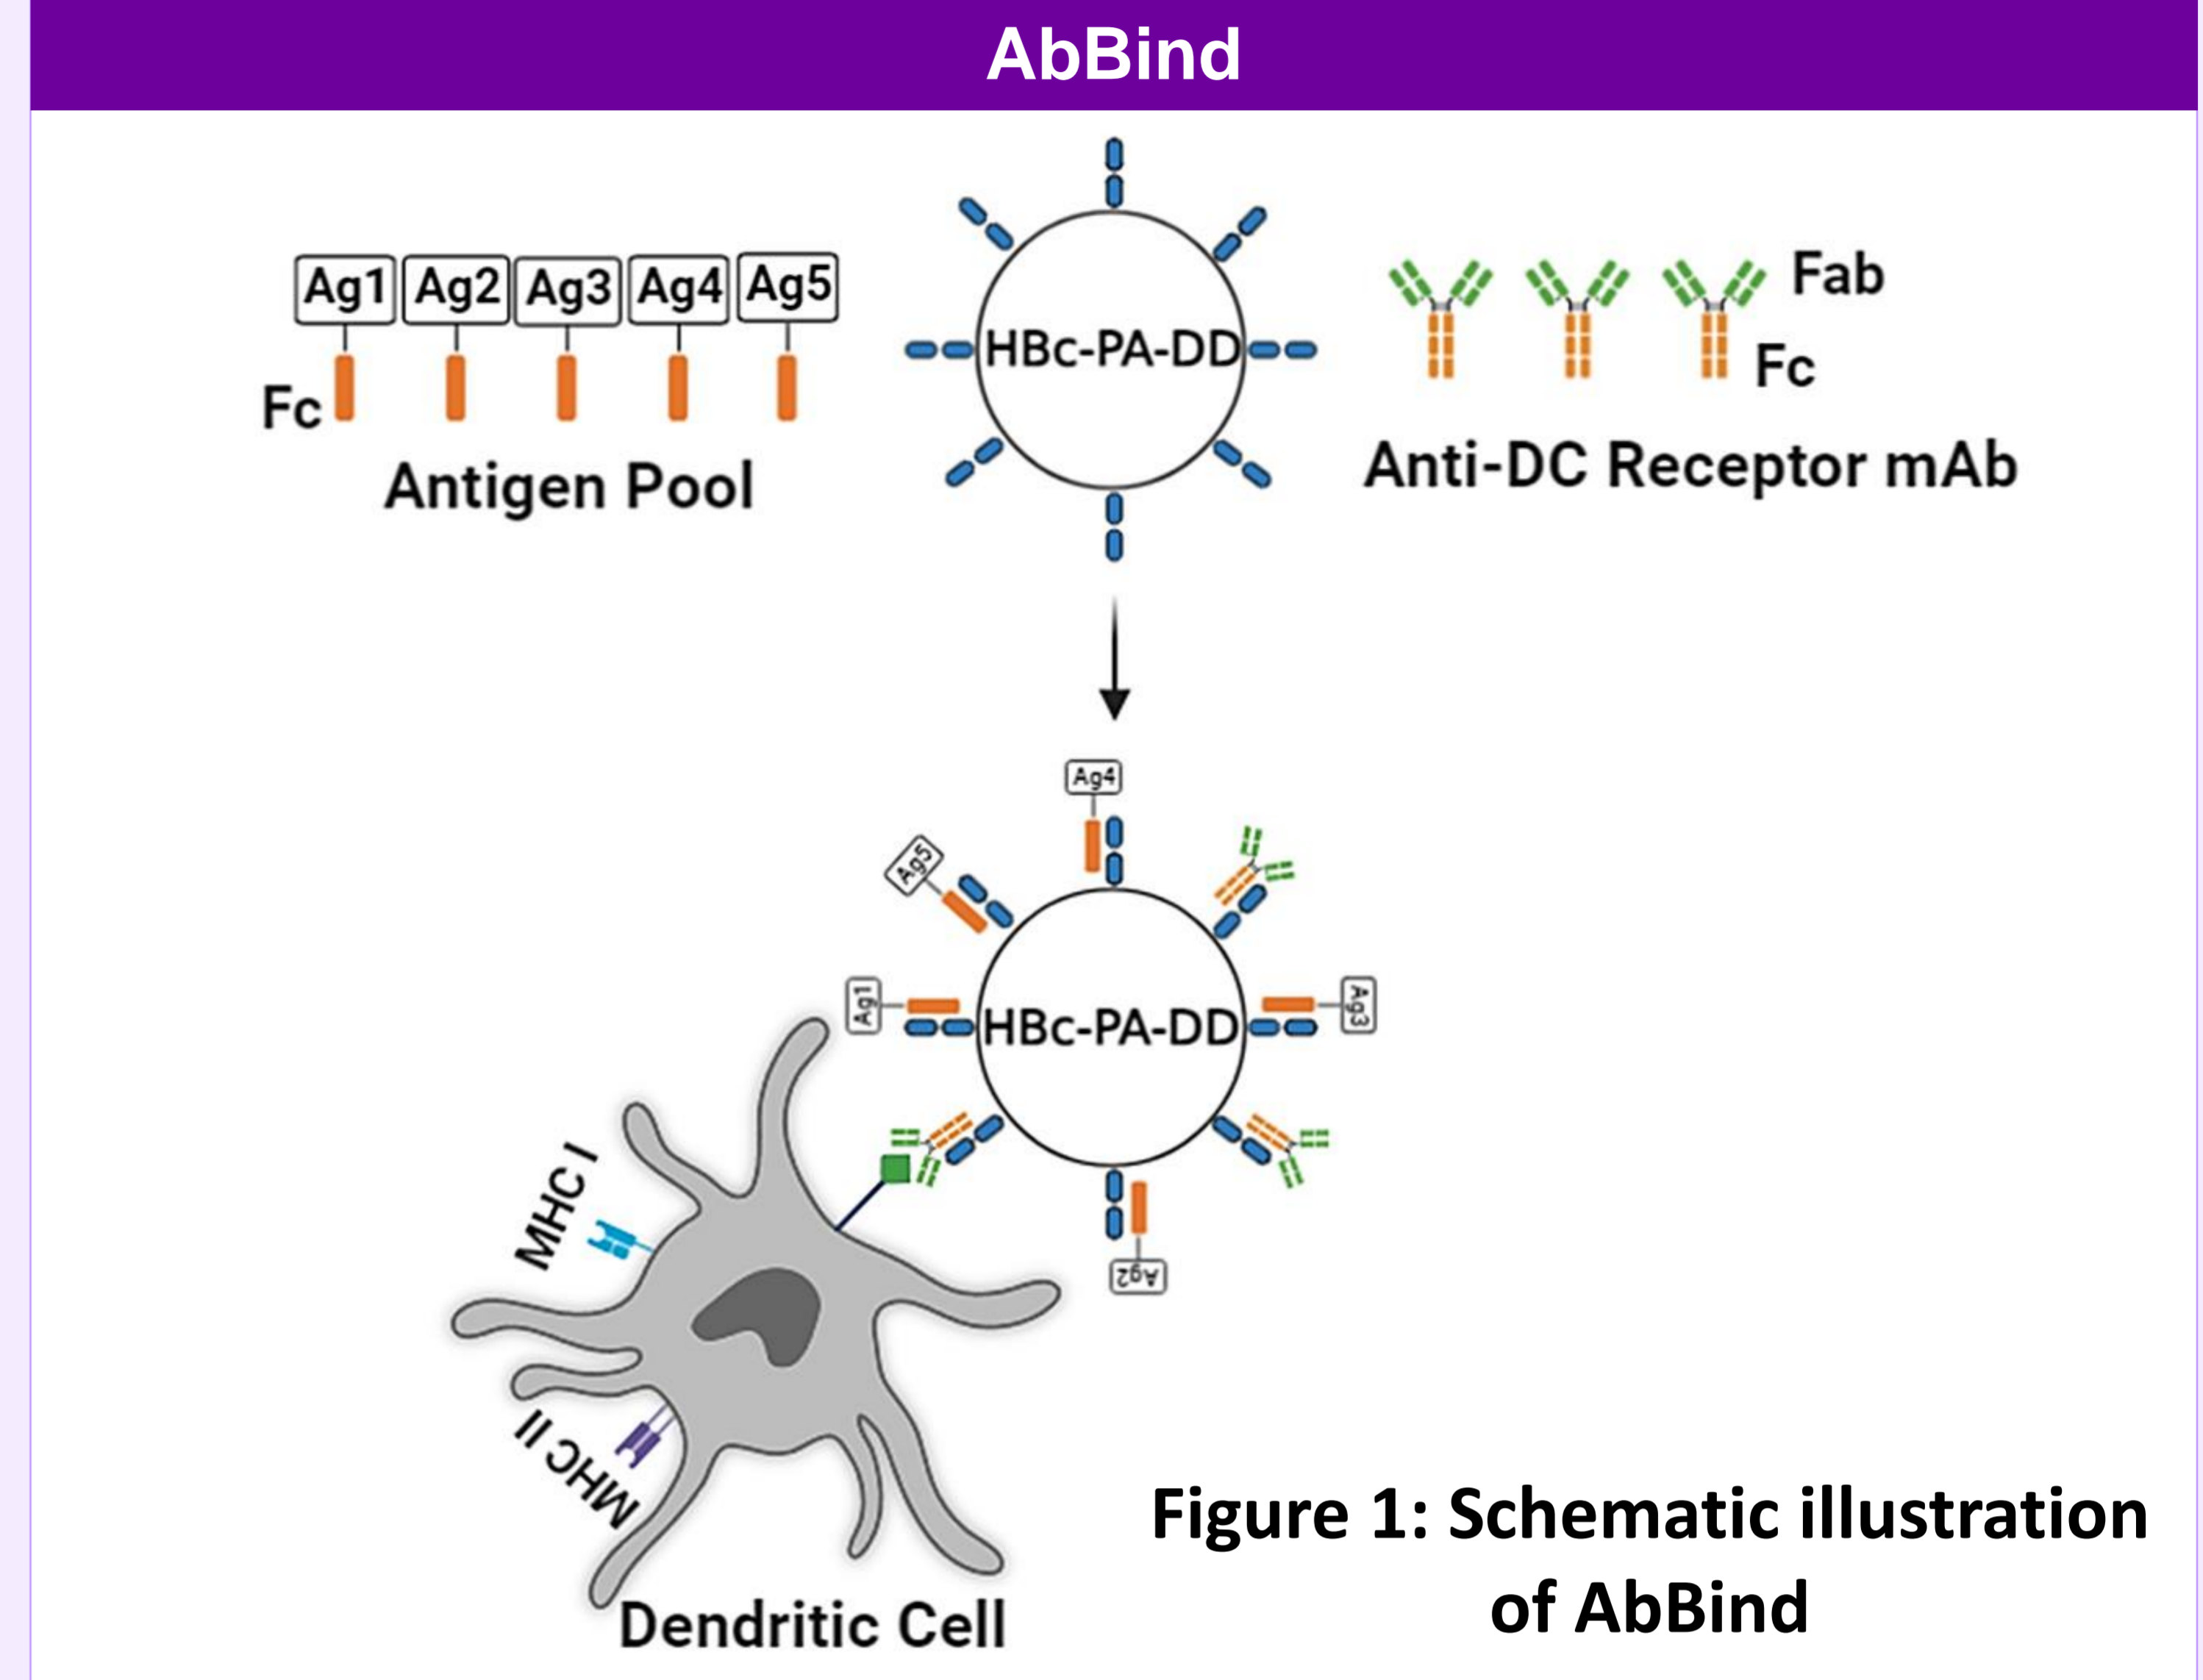 AbBind
Ag1 Ag2 Ag3 Ag4 Ag5
Fc
Antigen Pool
HBc-PA-DD
Fab
Fc
Anti-DC Receptor mAb
Ag4
Ag5
Ag1
HBc-PA-DD
Ag3
Ag2
MHC I
MHC II
Dendritic Cell
Figure 1: Schematic illustration
of AbBind